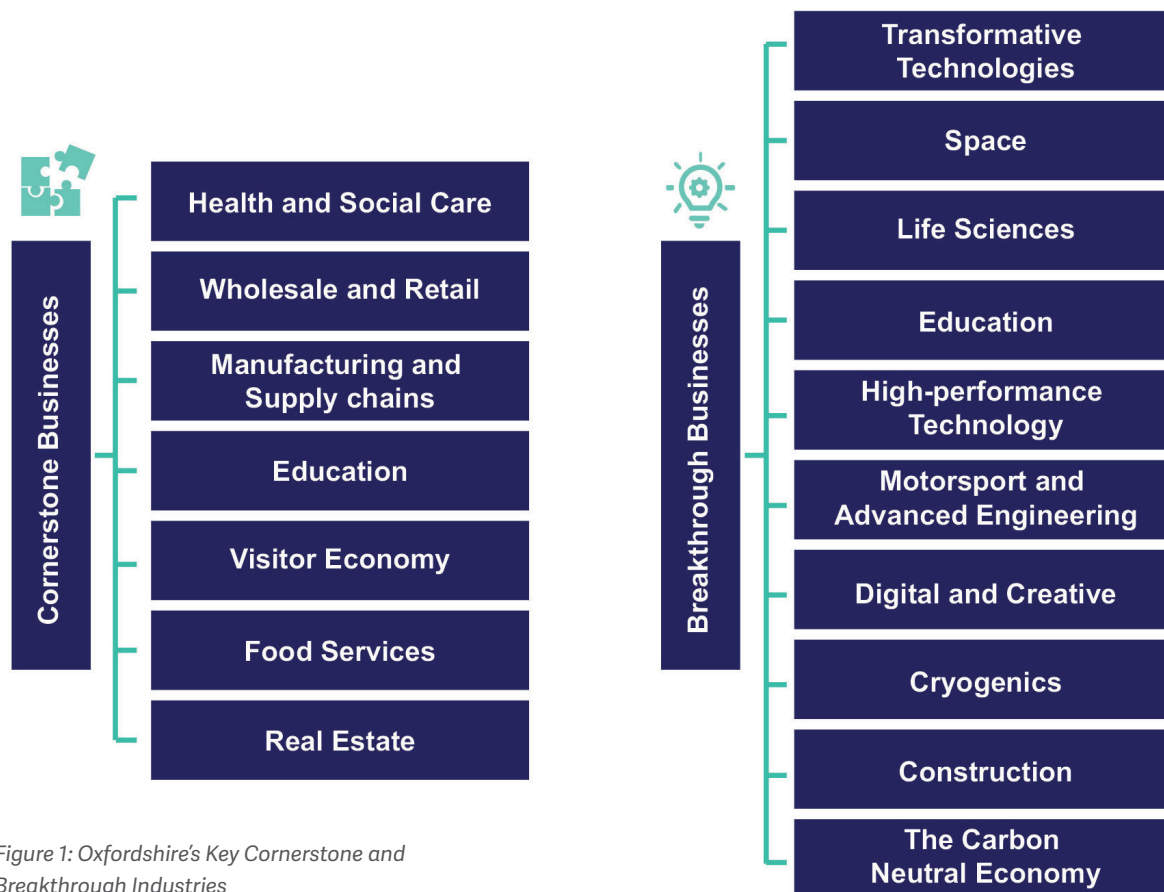 Cornerstone Businesses
Health and Social Care
Wholesale and Retail
Manufacturing and
Supply chains
Education
Visitor Economy
Food Services
Real Estate
Breakthrough Businesses
Transformative
Technologies
Space
Life Sciences
Education
High-performance
Technology
Motorsport and
Advanced Engineering
Digital and Creative
Cryogenics
Construction
The Carbon
Neutral Economy
Figure 1: Oxfordshire's Key Cornerstone and
Breakthrough Industries